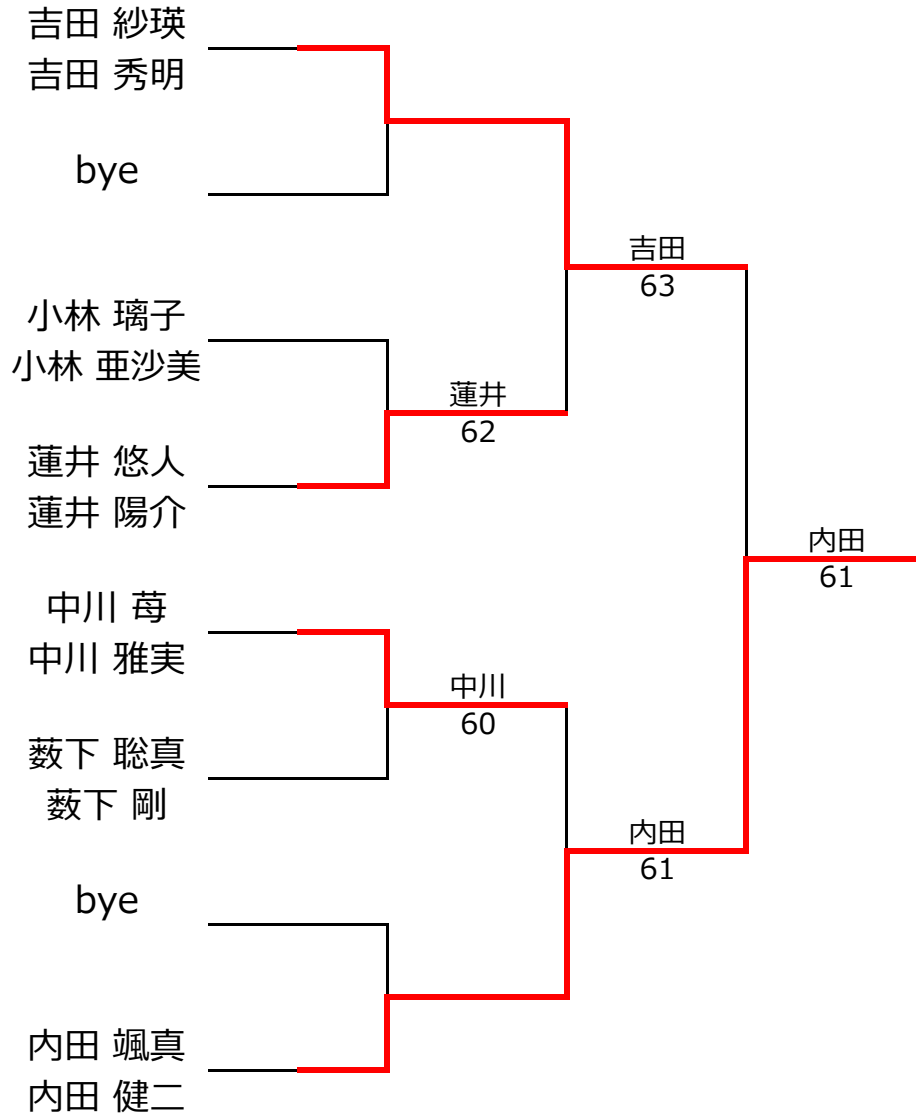 吉田 紗瑛
吉田 秀明
bye
吉田
63
小林 璃子
小林 亜沙美
蓮井
62
蓮井 悠人
蓮井 陽介
内田
61
中川 苺
中川 雅実
中川
60
薮下 聡真
薮下 剛
内田
61
bye
内田 颯真
内田 健二